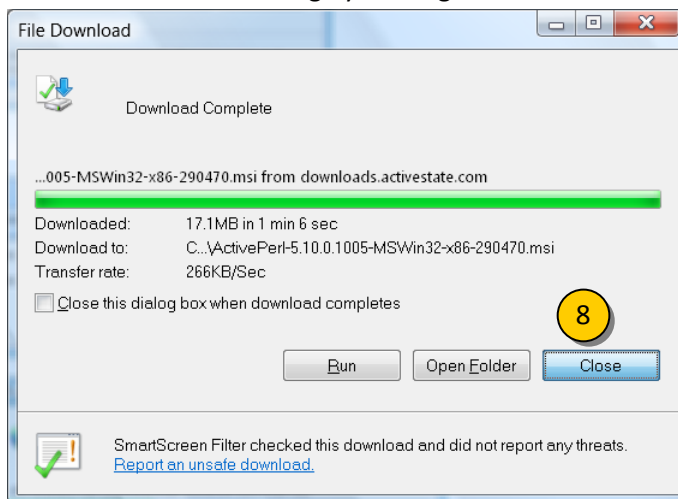 File Download
Download Complete
...005-MSWin32-x86-290470.msi from downloads.activestate.com
Downloaded: 17.1MB in 1 min 6 sec
Download to: C...\ActivePerl-5.10.0.1005-MSWin32-x86-290470.msi
Transfer rate: 266KB/Sec
Close this dialog box when download completes
8
Run Open Folder Close
SmartScreen Filter checked this download and did not report any threats.
Report an unsafe download.